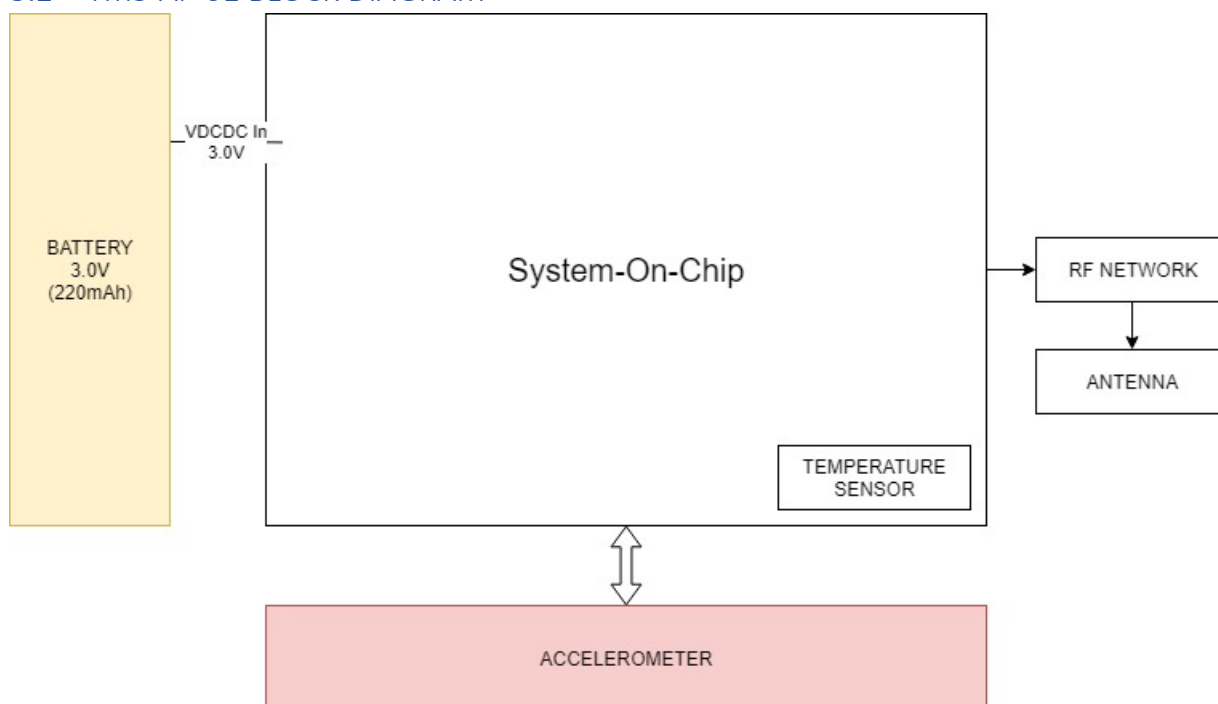 VDCDC In
3.0V
BATTERY
3.0V
(220mAh)
System-On-Chip
RF NETWORK
ANTENNA
TEMPERATURE
SENSOR
ACCELEROMETER